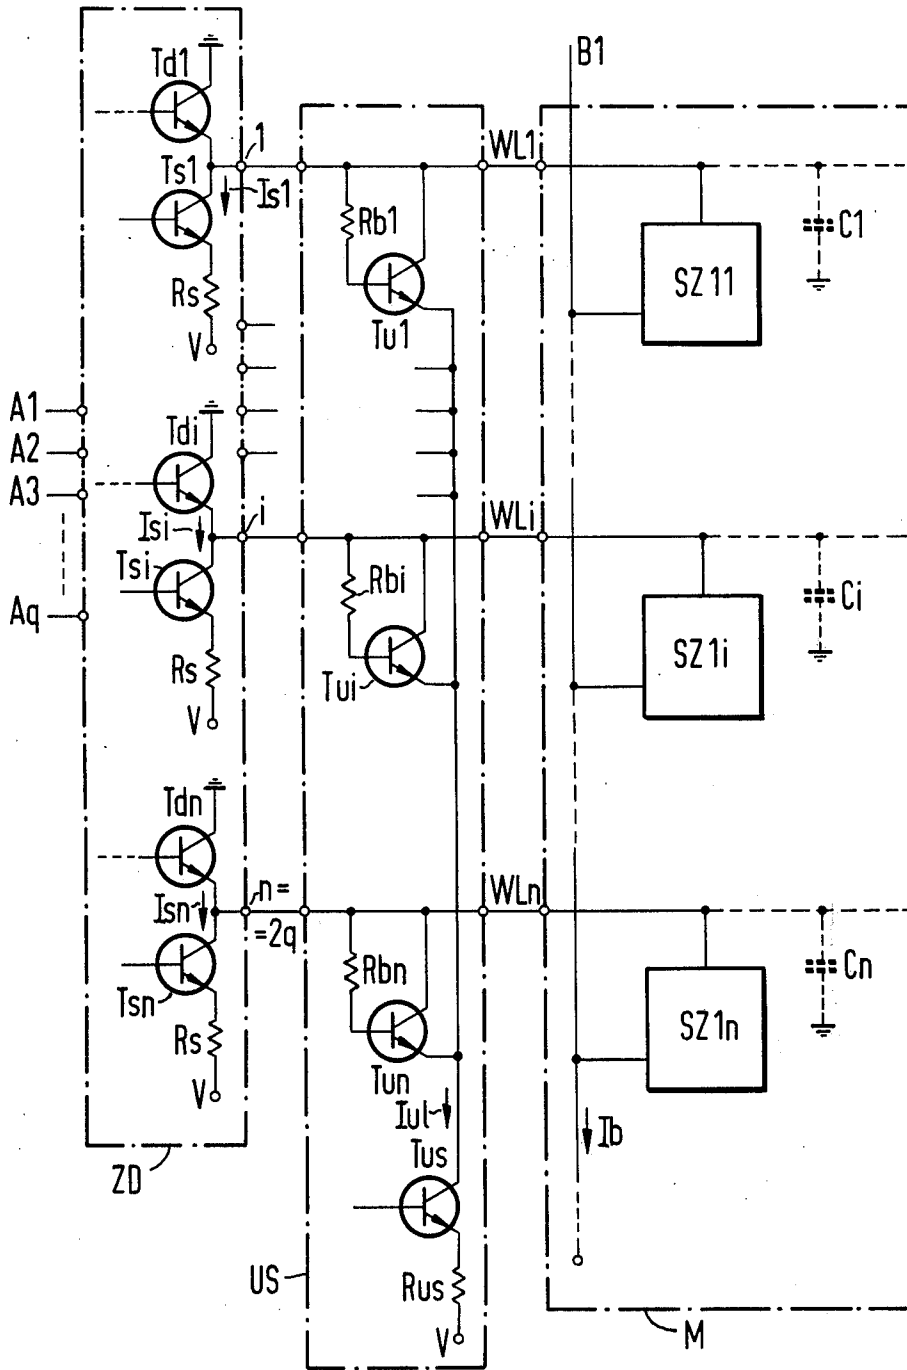 Td1
B1
1
WL1
Ts1
Is1
Rb1
C1
SZ11
Rs
Tu1
V
A1
Tdi
A2
A3
Isi
i
WLi
Tsi
Rbi
Ci
Aq
SZ1i
Rs
Tui
V
Tdn
n=
WLn
Isn
=2q
Rbn
Cn
Tsn
SZ1n
Rs
Tun
V
Iul
Ib
Tus
ZD
US
Rus
V
M